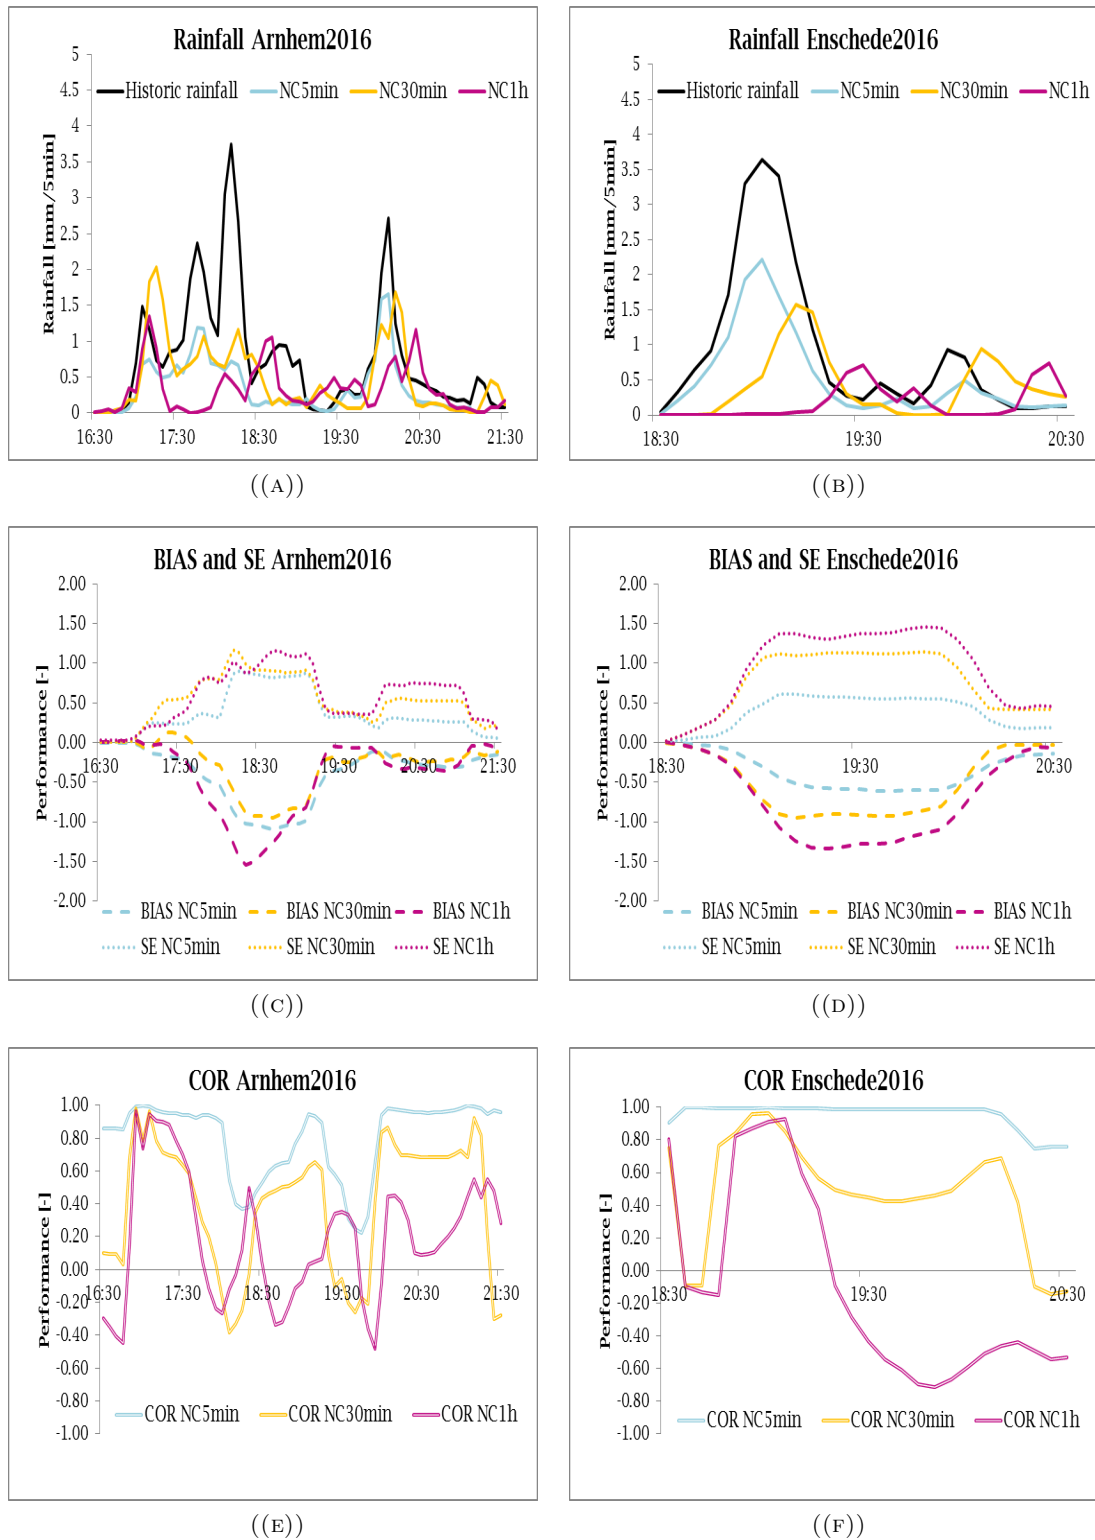 Rainfall Arnhem2016
5
4.5
4
3.5
3
2.5
2
1.5
1
0.5
0
Rainfall [mm/5min]
Historic rainfall NC5min NC30min NC1h
16:30 17:30 18:30 19:30 20:30 21:30
((A))
Rainfall Enschede2016
5
4.5
4
3.5
3
2.5
2
1.5
1
0.5
0
Rainfall [mm/5min]
Historic rainfall NC5min NC30min NC1h
18:30 19:30 20:30
((B))
BIAS and SE Arnhem2016
2.00
1.50
1.00
0.50
0.00
-0.50
-1.00
-1.50
-2.00
Performance [-]
16:30 17:30 18:30 19:30 20:30 21:30
BIAS NC5min BIAS NC30min BIAS NC1h
SE NC5min SE NC30min SE NC1h
((C))
BIAS and SE Enschede2016
2.00
1.50
1.00
0.50
0.00
-0.50
-1.00
-1.50
-2.00
Performance [-]
18:30 19:30 20:30
BIAS NC5min BIAS NC30min BIAS NC1h
SE NC5min SE NC30min SE NC1h
((D))
COR Arnhem2016
1.00
0.80
0.60
0.40
0.20
0.00
-0.20
-0.40
-0.60
-0.80
-1.00
Performance [-]
16:30 17:30 18:30 19:30 20:30 21:30
COR NC5min COR NC30min COR NC1h
((E))
COR Enschede2016
1.00
0.80
0.60
0.40
0.20
0.00
-0.20
-0.40
-0.60
-0.80
-1.00
Performance [-]
18:30 19:30 20:30
COR NC5min COR NC30min COR NC1h
((F))